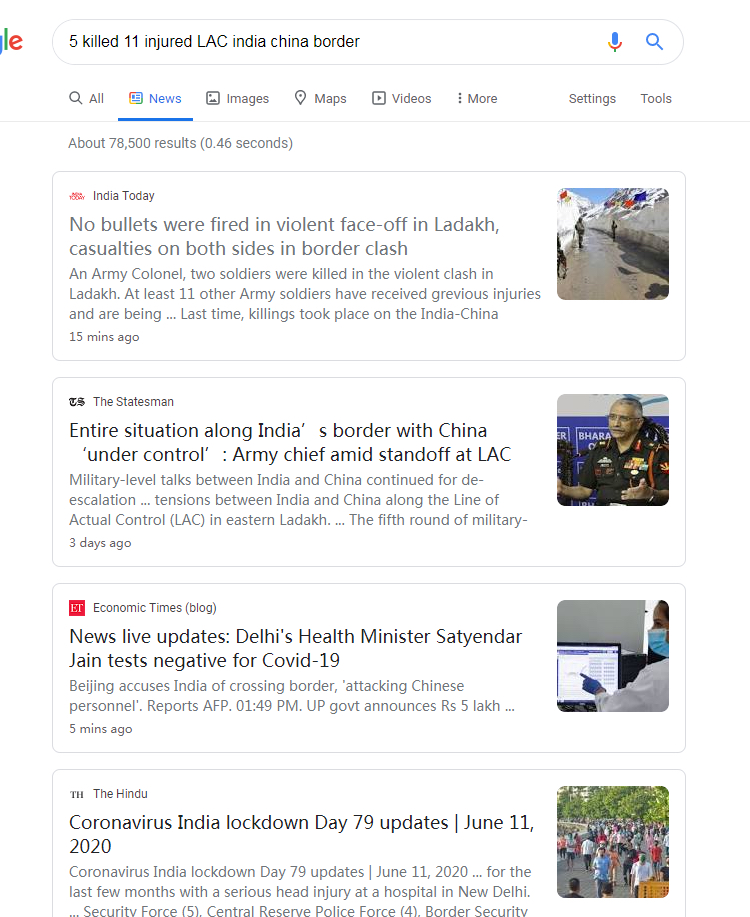 le
5 killed 11 injured LAC india china border
All News Images Maps Videos More Settings Tools
About 78,500 results (0.46 seconds)
India Today
No bullets were fired in violent face-off in Ladakh,
casualties on both sides in border clash
An Army Colonel, two soldiers were killed in the violent clash in
Ladakh. At least 11 other Army soldiers have received grevious injuries
and are being ... Last time, killings took place on the India-China
15 mins ago
TS The Statesman
Entire situation along India’s border with China
‘under control’: Army chief amid standoff at LAC
Military-level talks between India and China continued for de-
escalation ... tensions between India and China along the Line of
Actual Control (LAC) in eastern Ladakh. ... The fifth round of military-
3 days ago
ET Economic Times (blog)
News live updates: Delhi's Health Minister Satyendar
Jain tests negative for Covid-19
Beijing accuses India of crossing border, 'attacking Chinese
personnel'. Reports AFP. 01:49 PM. UP govt announces Rs 5 lakh ...
5 mins ago
TH The Hindu
Coronavirus India lockdown Day 79 updates | June 11,
2020
Coronavirus India lockdown Day 79 updates | June 11, 2020 ... for the
last few months with a serious head injury at a hospital in New Delhi.
... Security Force (5), Central Reserve Police Force (4), Border Security